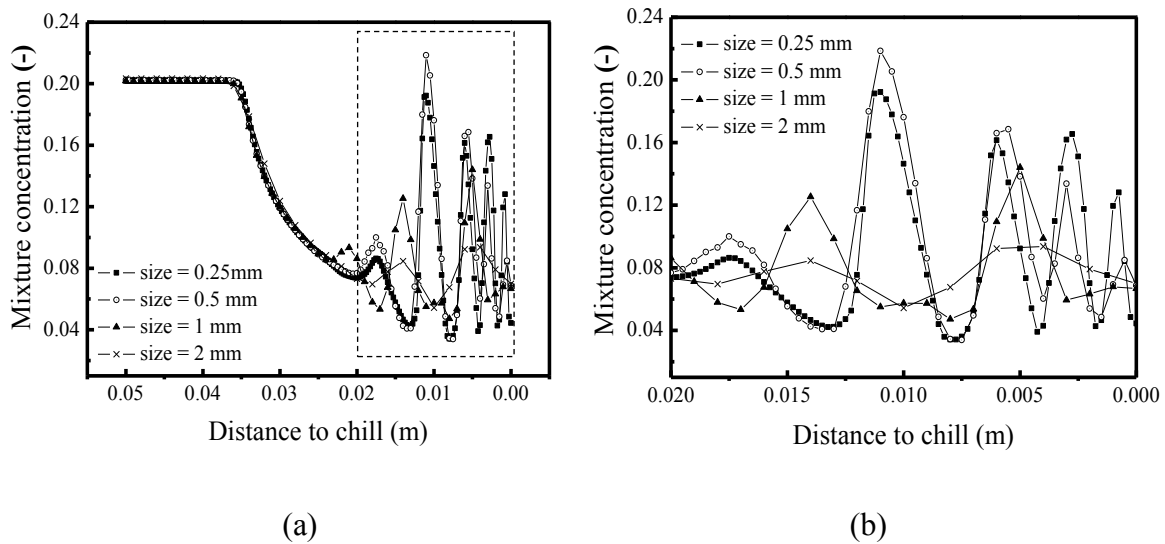 0.24
0.20
0.16
0.12
0.08
0.04
Mixture concentration (-)
size = 0.25mm
size = 0.5 mm
size = 1 mm
size = 2 mm
0.05 0.04 0.03 0.02 0.01 0.00
Distance to chill (m)
(a)
0.24
0.20
0.16
0.12
0.08
0.04
Mixture concentration (-)
size = 0.25 mm
size = 0.5 mm
size = 1 mm
size = 2 mm
0.020 0.015 0.010 0.005 0.000
Distance to chill (m)
(b)